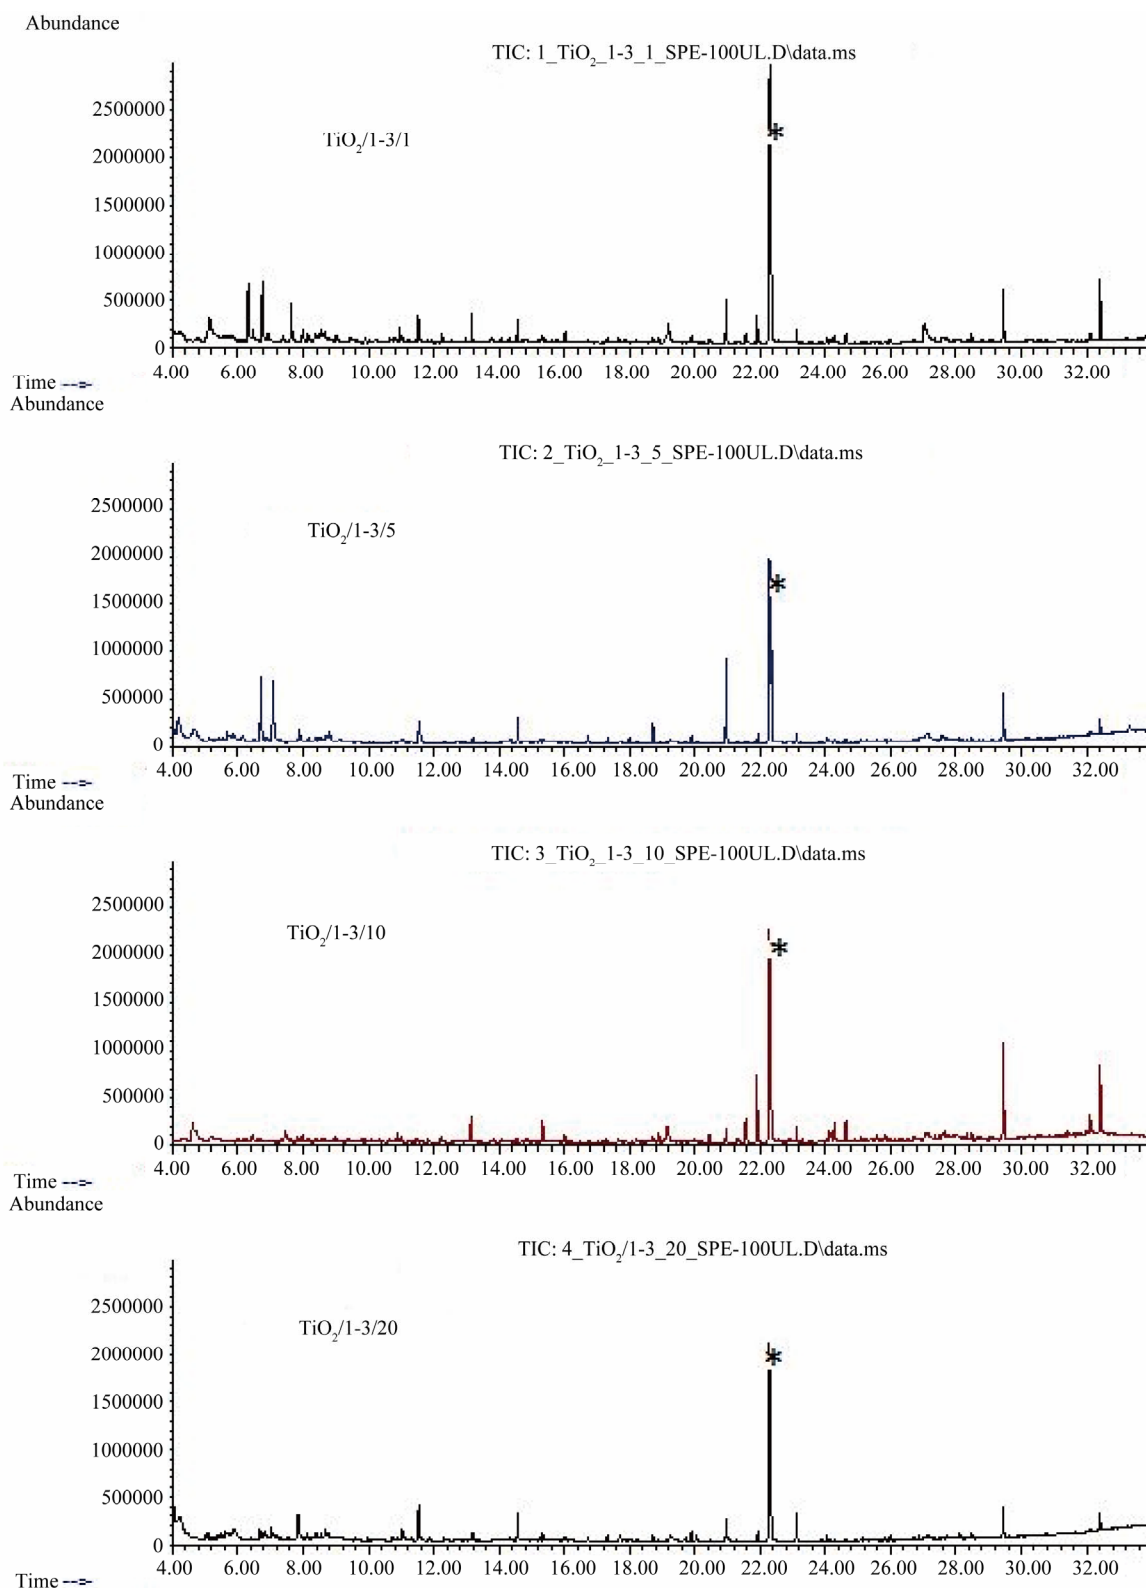 Abundance
TIC: 1_TiO2_1-3_1_SPE-100UL.D\data.ms
2500000
TiO2/1-3/1
2000000
1500000
1000000
500000
0
4.00 6.00 8.00 10.00 12.00 14.00 16.00 18.00 20.00 22.00 24.00 26.00 28.00 30.00 32.00
Time
Abundance
TIC: 2_TiO2_1-3_5_SPE-100UL.D\data.ms
2500000
TiO2/1-3/5
2000000
1500000
1000000
500000
0
4.00 6.00 8.00 10.00 12.00 14.00 16.00 18.00 20.00 22.00 24.00 26.00 28.00 30.00 32.00
Time
Abundance
TIC: 3_TiO2_1-3_10_SPE-100UL.D\data.ms
2500000
TiO2/1-3/10
2000000
1500000
1000000
500000
0
4.00 6.00 8.00 10.00 12.00 14.00 16.00 18.00 20.00 22.00 24.00 26.00 28.00 30.00 32.00
Time
Abundance
TIC: 4_TiO2/1-3_20_SPE-100UL.D\data.ms
2500000
TiO2/1-3/20
2000000
1500000
1000000
500000
0
4.00 6.00 8.00 10.00 12.00 14.00 16.00 18.00 20.00 22.00 24.00 26.00 28.00 30.00 32.00
Time